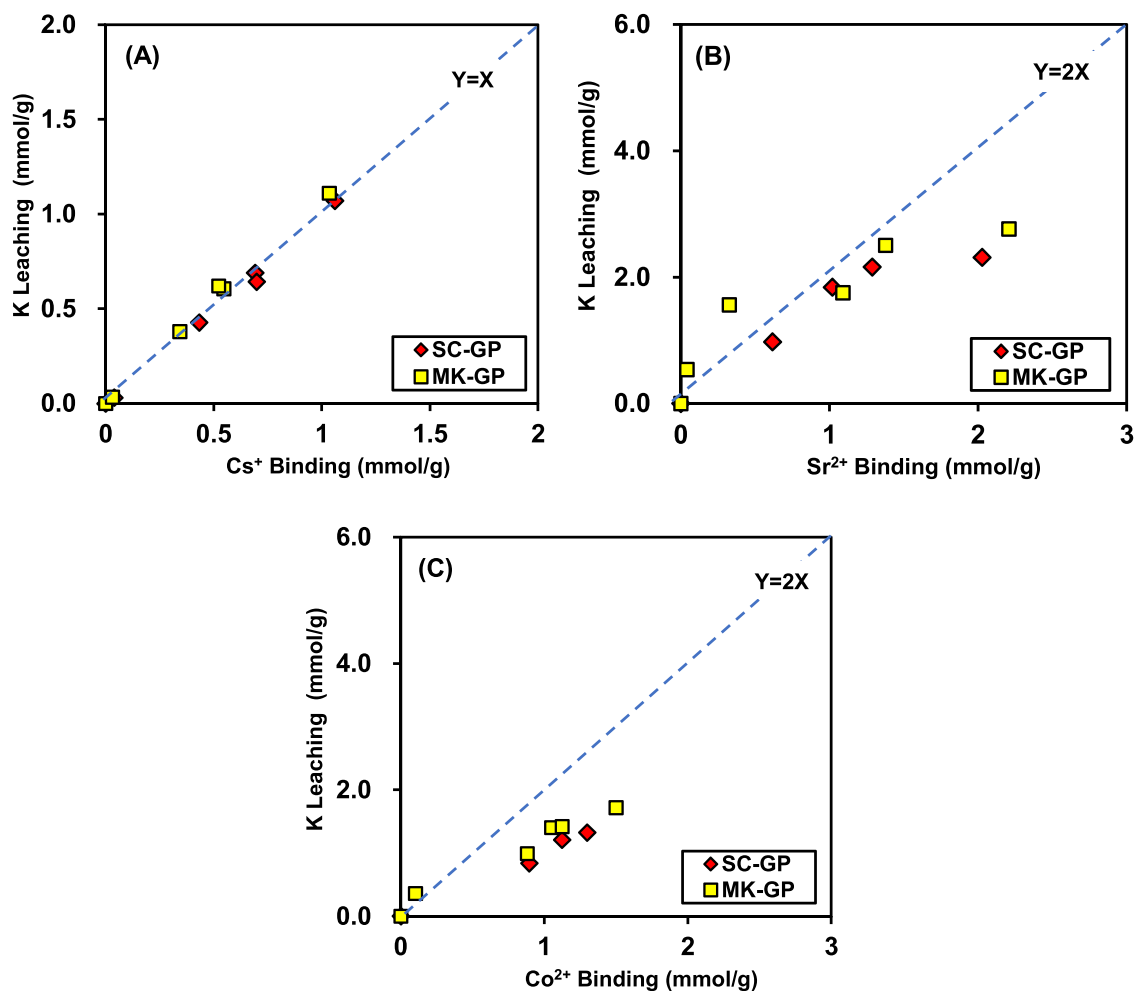 (A)
Y=X
K Leaching (mmol/g)
2.0
1.5
1.0
0.5
0.0
0
0.5
1
1.5
2
Cs⁺ Binding (mmol/g)
SC-GP
MK-GP
(B)
Y=2X
K Leaching (mmol/g)
6.0
4.0
2.0
0.0
0
1
2
3
Sr²⁺ Binding (mmol/g)
SC-GP
MK-GP
(C)
Y=2X
K Leaching (mmol/g)
6.0
4.0
2.0
0.0
0
1
2
3
Co²⁺ Binding (mmol/g)
SC-GP
MK-GP